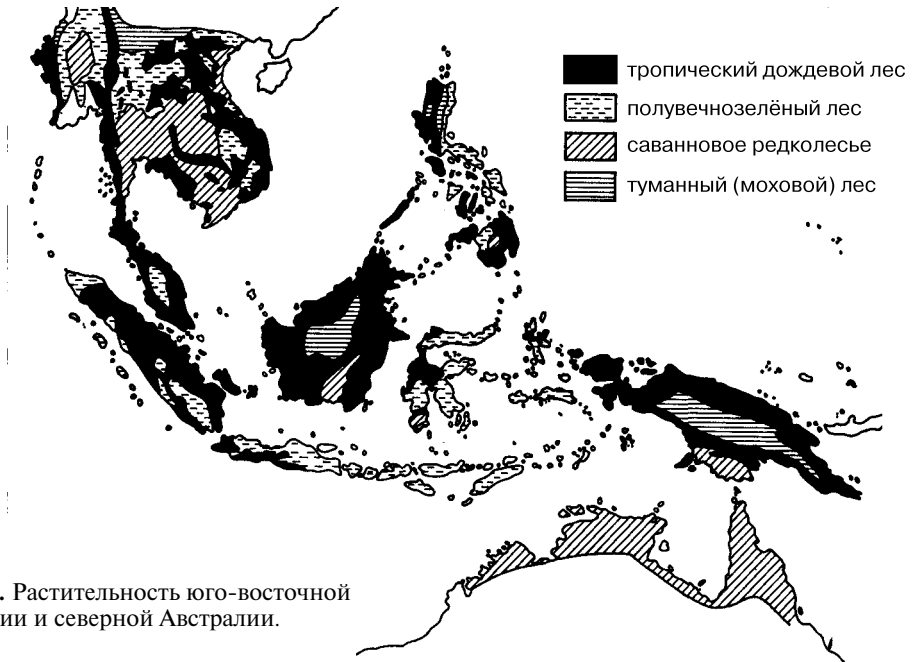 тропический дождевой лес
полувечнозелёный лес
саванновое редколесье
туманный (моховой) лес
. Растительность юго-восточной
ии и северной Австралии.